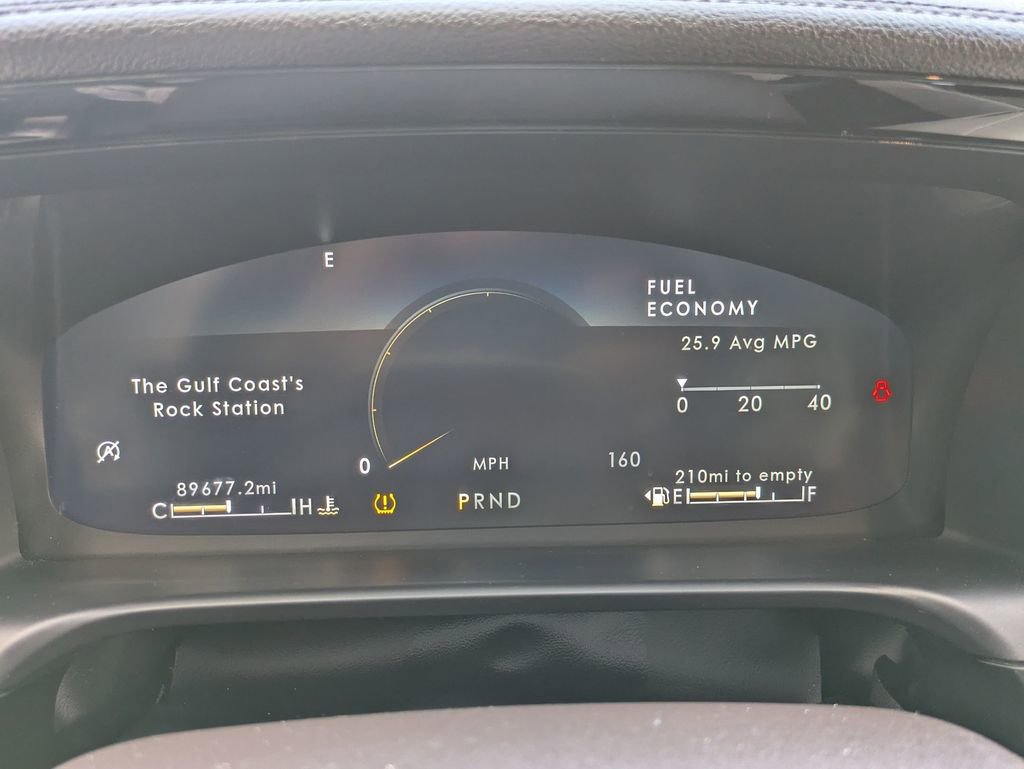 E
FUEL
ECONOMY
25.9 Avg MPG
0 20 40
The Gulf Coast's
Rock Station
A
0 MPH 160
89677.2mi
C H
PRND
210mi to empty
E F